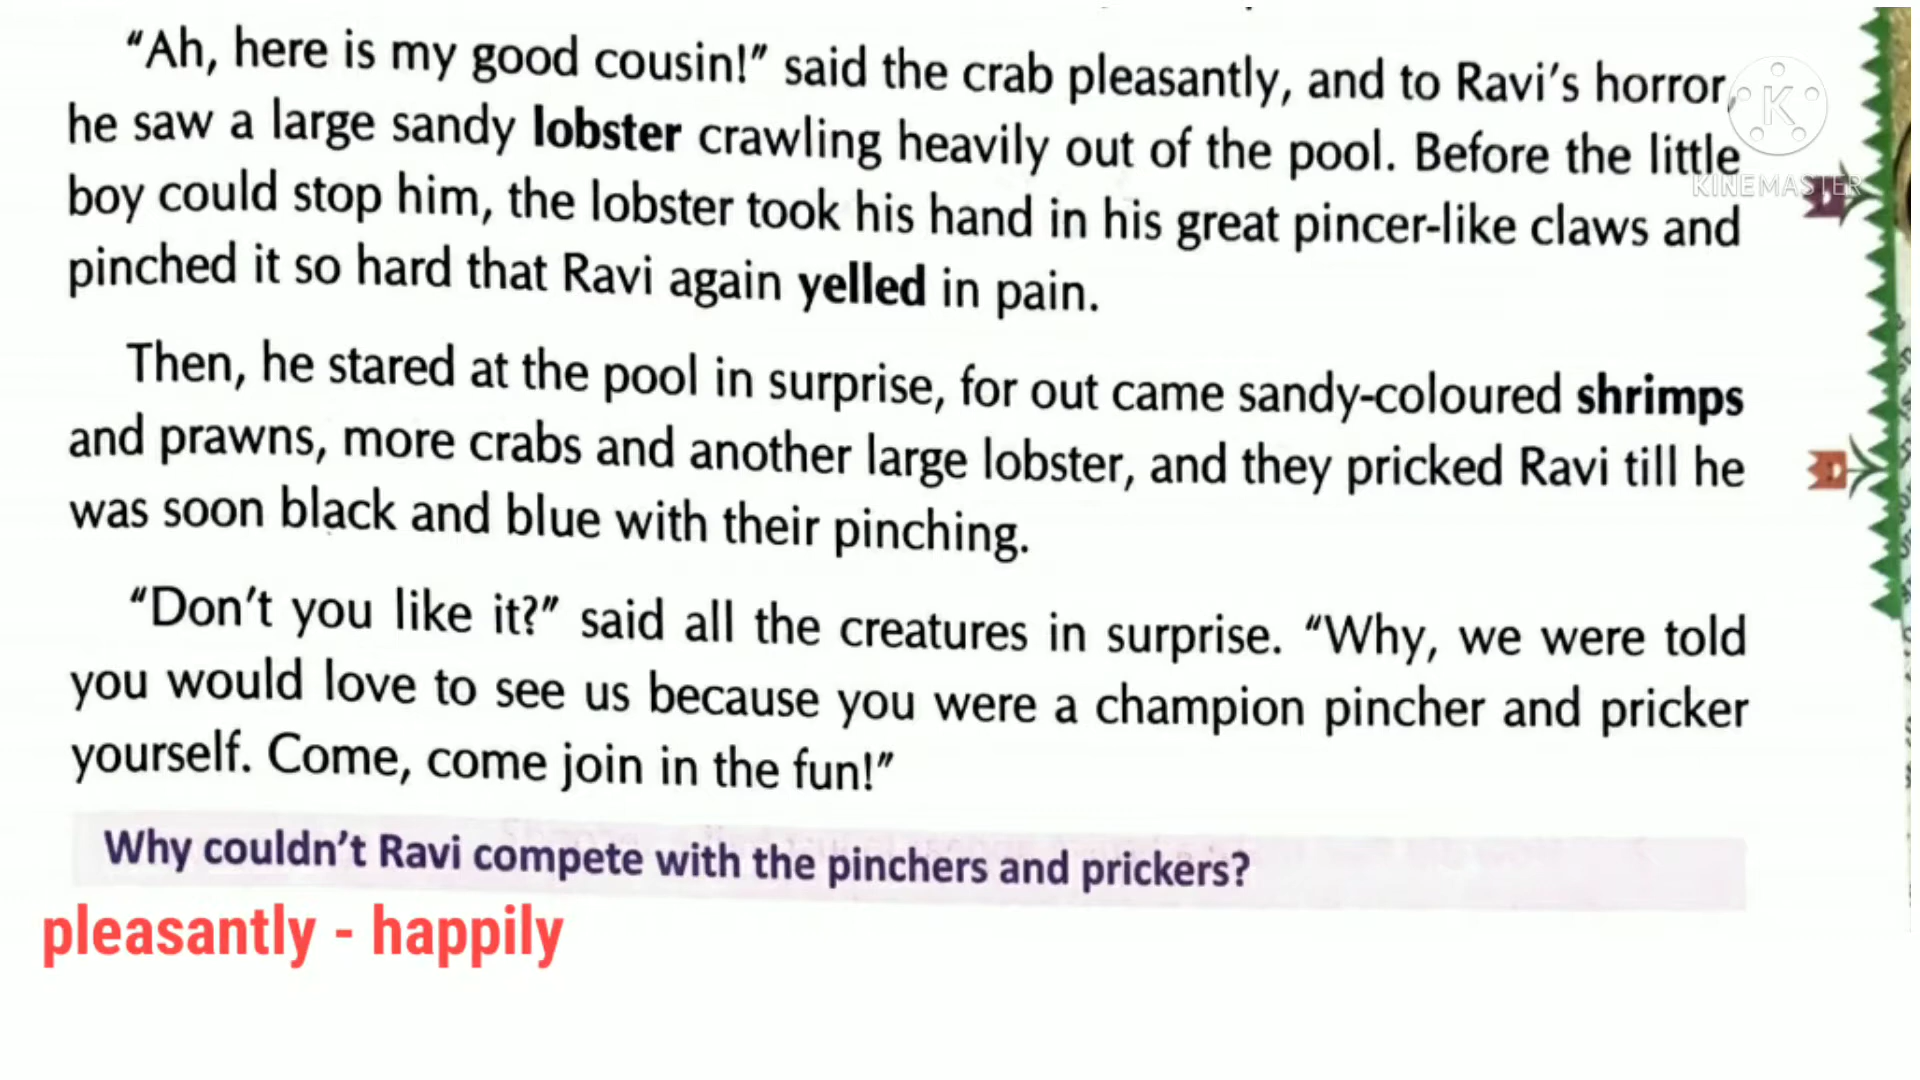 “Ah, here is my good cousin!” said the crab pleasantly, and to Ravi’s horror,
he saw a large sandy lobster crawling heavily out of the pool. Before the little
boy could stop him, the lobster took his hand in his great pincer-like claws and
pinched it so hard that Ravi again yelled in pain.
Then, he stared at the pool in surprise, for out came sandy-coloured shrimps
and prawns, more crabs and another large lobster, and they pricked Ravi till he
was soon black and blue with their pinching.
“Don’t you like it?” said all the creatures in surprise. “Why, we were told
you would love to see us because you were a champion pincher and pricker
yourself. Come, come join in the fun!”
Why couldn’t Ravi compete with the pinchers and prickers?
pleasantly - happily
K
KINEMASTER